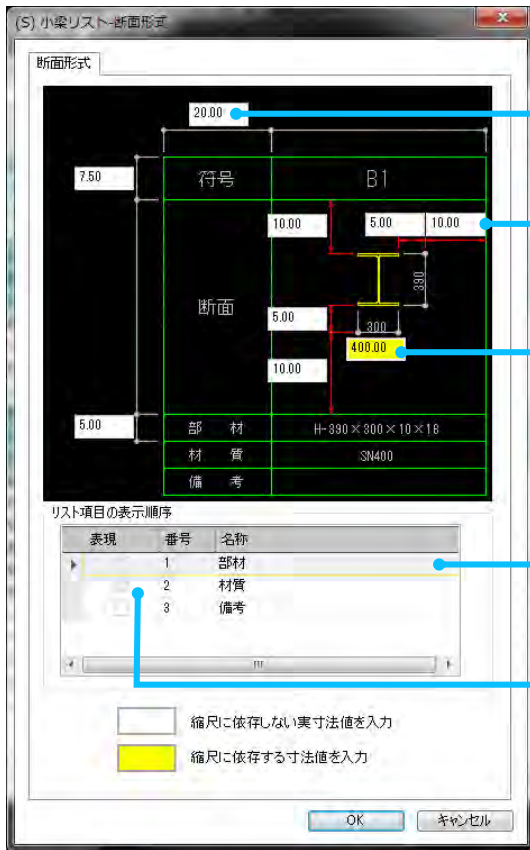 (S) 小梁リスト-断面形式
断面形式
20.00
7.50
符号
B1
10.00
5.00
10.00
390
断面
5.00
300
400.00
10.00
5.00
部 材
H-390×300×10×16
材 質
SN400
備 考
リスト項目の表示順序
表現 番号 名称
1 部材
2 材質
3 備考
縮尺に依存しない実寸法値を入力
縮尺に依存する寸法値を入力
OK
キャンセル